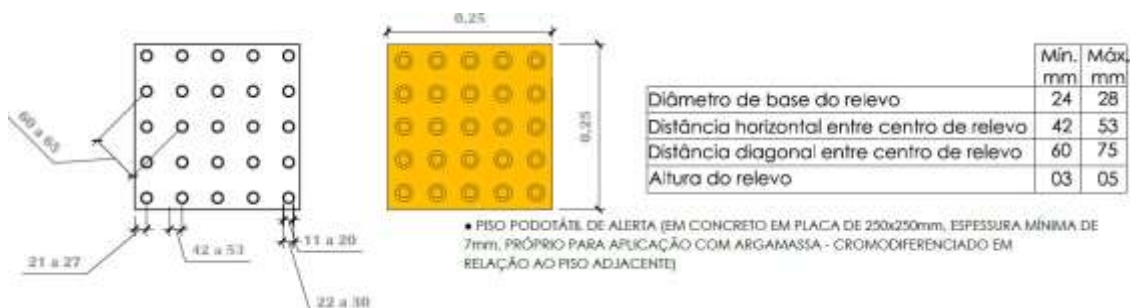 0,25
60 a 65
21 a 27
42 a 53
11 a 20
22 a 30
0,25
Mín. Máx.
mm mm
Diâmetro de base do relevo 24 28
Distância horizontal entre centro de relevo 42 53
Distância diagonal entre centro de relevo 60 75
Altura do relevo 03 05
• PISO PODOTÁTIL DE ALERTA (EM CONCRETO EM PLACA DE 250x250mm, ESPESSURA MÍNIMA DE
7mm, PRÓPRIO PARA APLICAÇÃO COM ARGAMASSA - CROMODIFERENCIADO EM
RELAÇÃO AO PISO ADJACENTE)